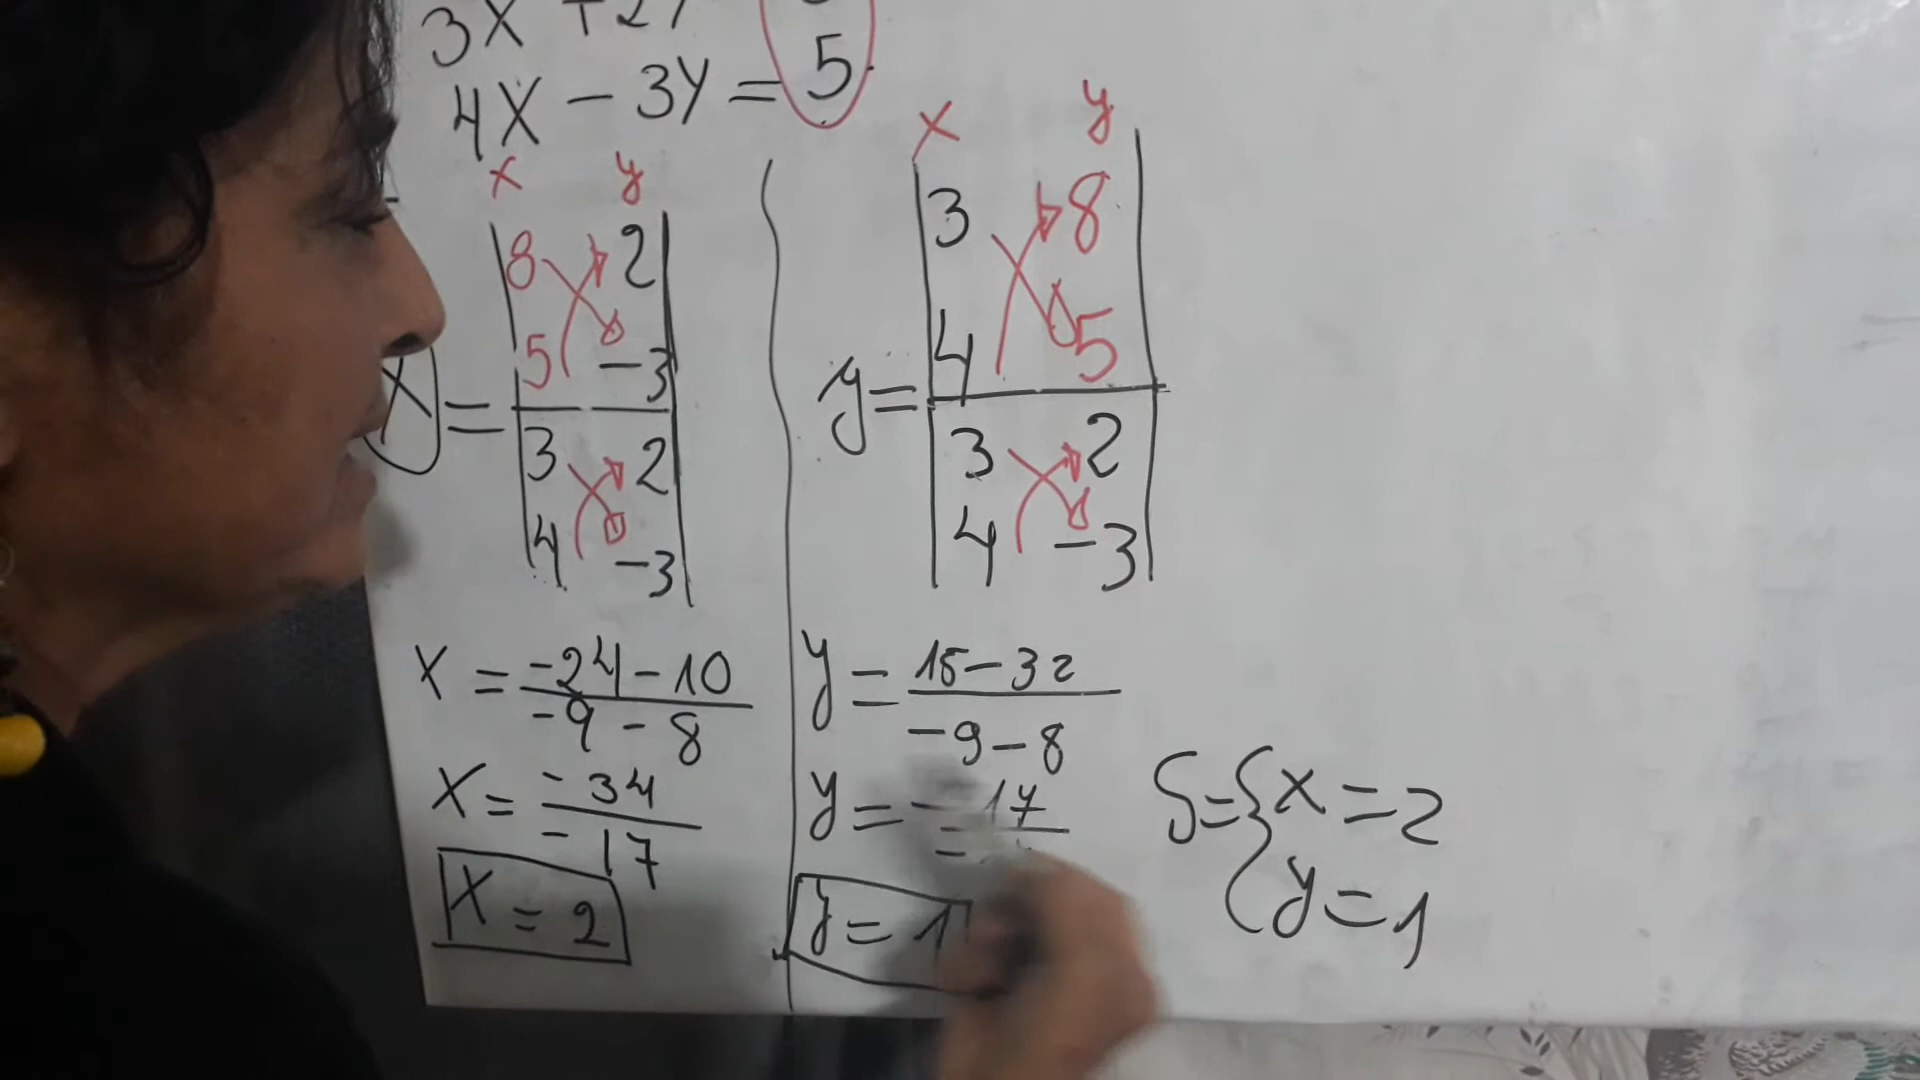 3X + 2Y
4X - 3Y = 5
x y
8 2
5 -3
X =
3 2
4 -3
X = -24 - 10
-9 - 8
X = -34
-17
X = 2
x y
3 8
4 5
y =
3 2
4 -3
y = 15 - 32
-9 - 8
y = -17
y = 1
S = { x = 2
y = 1